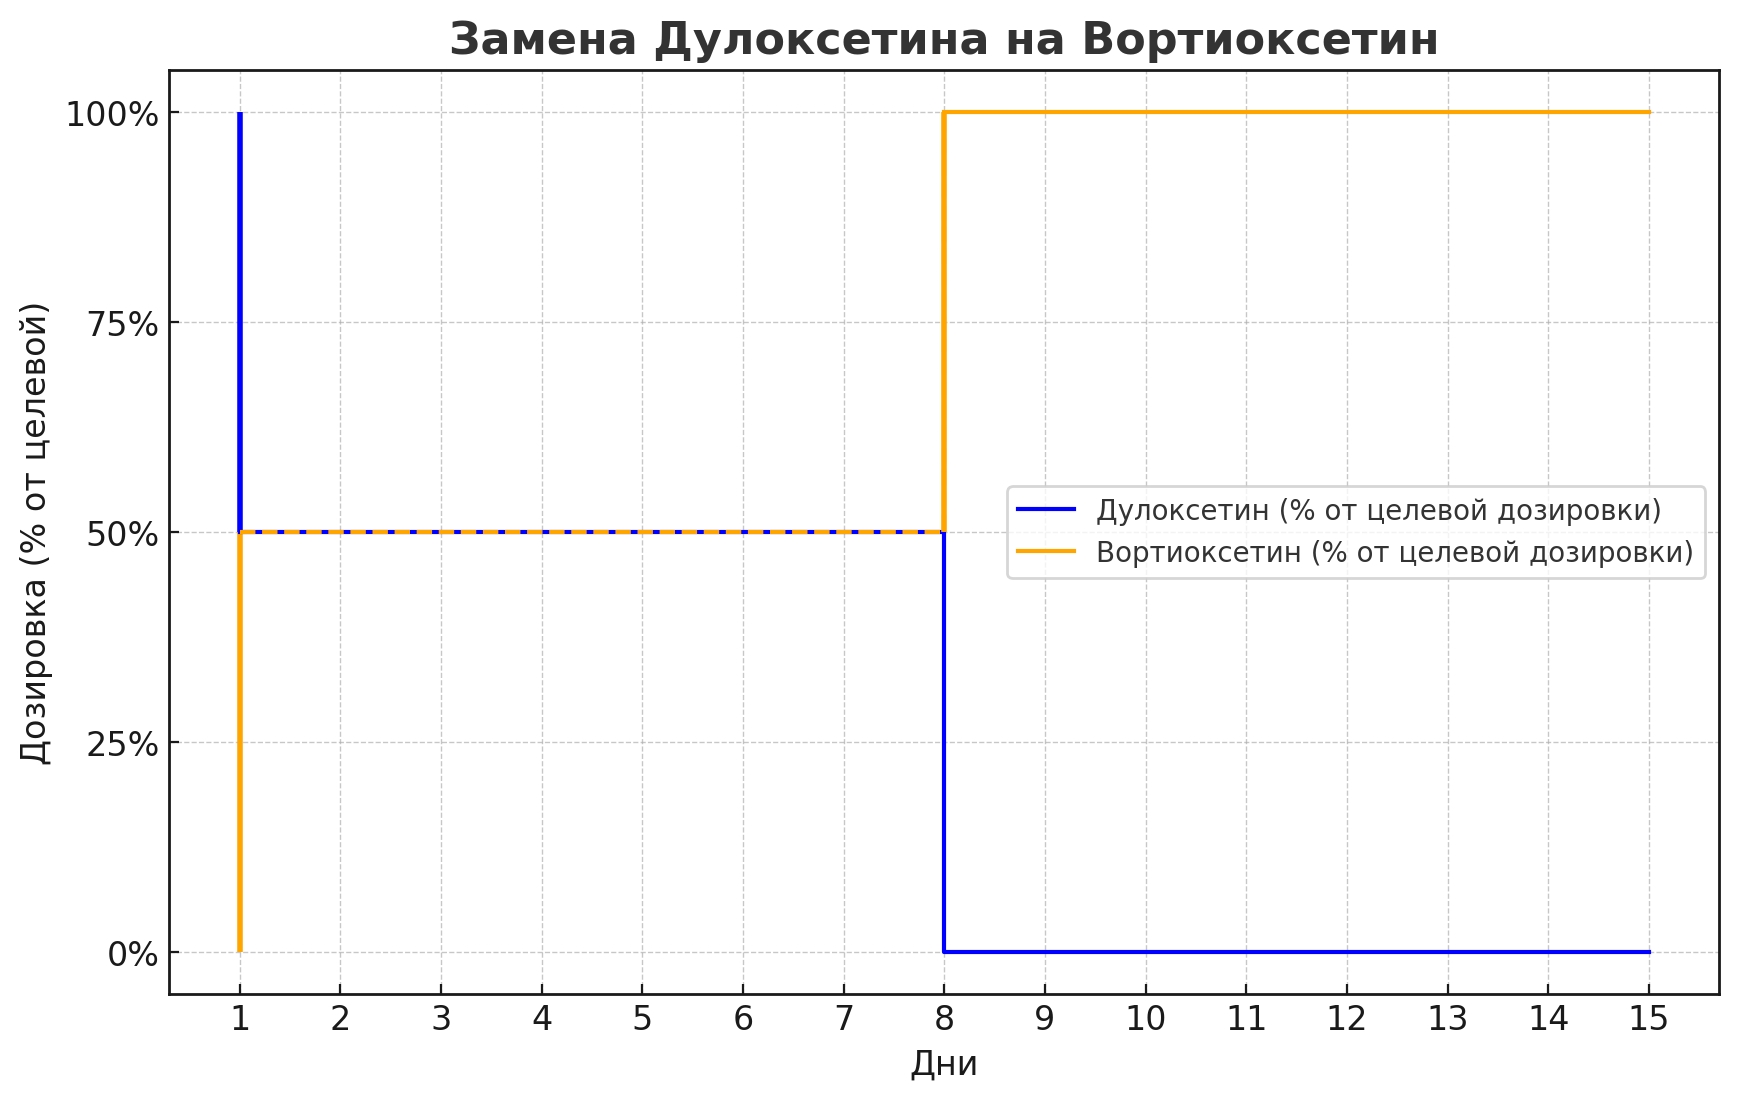 Замена Дулоксетина на Вортиоксетин
Дозировка (% от целевой)
100%
75%
50%
25%
0%
Дулоксетин (% от целевой дозировки)
Вортиоксетин (% от целевой дозировки)
1 2 3 4 5 6 7 8 9 10 11 12 13 14 15
Дни